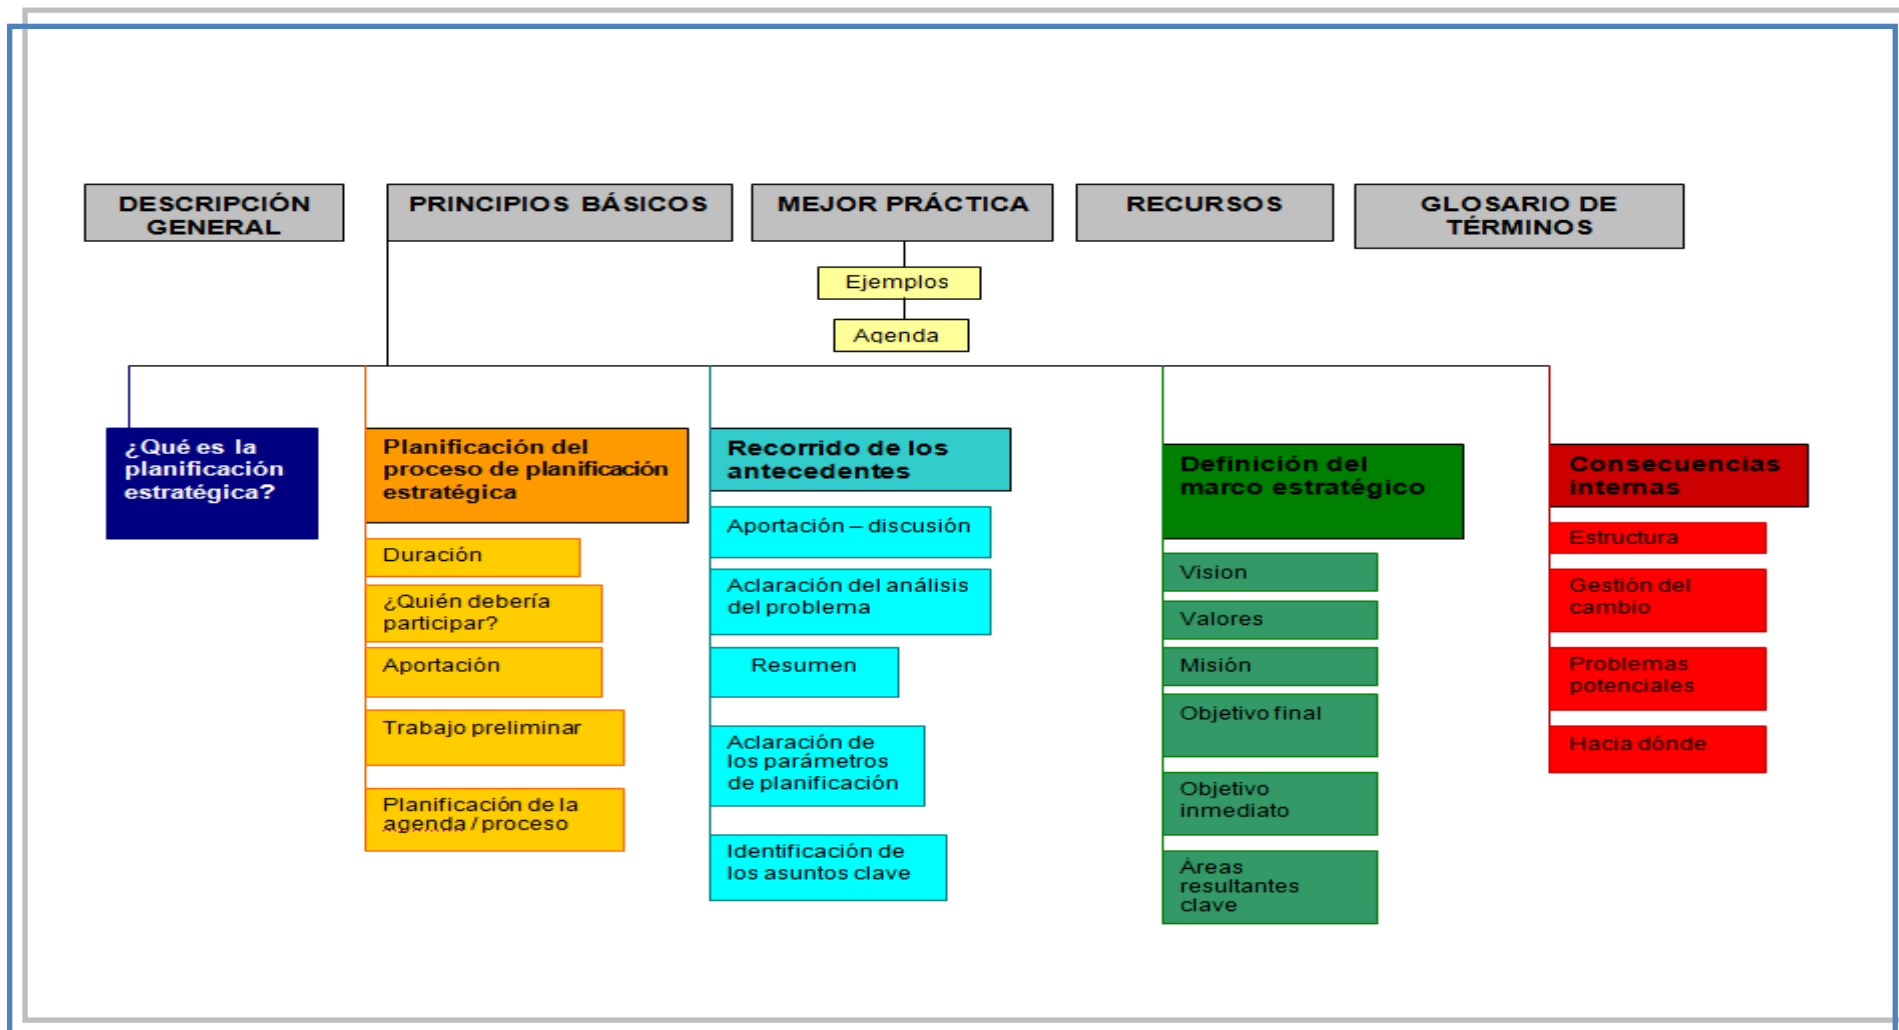 DESCRIPCIÓN
GENERAL
PRINCIPIOS BÁSICOS
MEJOR PRÁCTICA
RECURSOS
GLOSARIO DE
TÉRMINOS
Ejemplos
Agenda
¿Qué es la
planificación
estratégica?
Planificación del
proceso de planificación
estratégica
Duración
¿Quién debería
participar?
Aportación
Trabajo preliminar
Planificación de la
agenda / proceso
Recorrido de los
antecedentes
Aportación – discusión
Aclaración del análisis
del problema
Resumen
Aclaración de
los parámetros
de planificación
Identificación de
los asuntos clave
Definición del
marco estratégico
Vision
Valores
Misión
Objetivo final
Objetivo
inmediato
Áreas
resultantes
clave
Consecuencias
internas
Estructura
Gestión del
cambio
Problemas
potenciales
Hacia dónde